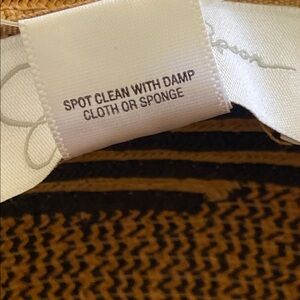 SPOT CLEAN WITH DAMP
CLOTH OR SPONGE